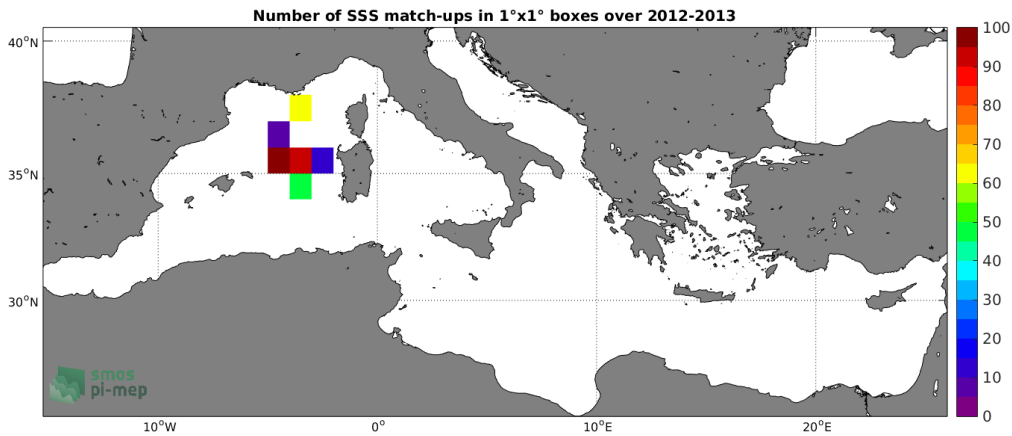 Number of SSS match-ups in 1°x1° boxes over 2012-2013
40°N
35°N
30°N
10°W
0°
10°E
20°E
100
90
80
70
60
50
40
30
20
10
0
smos
pi-mep